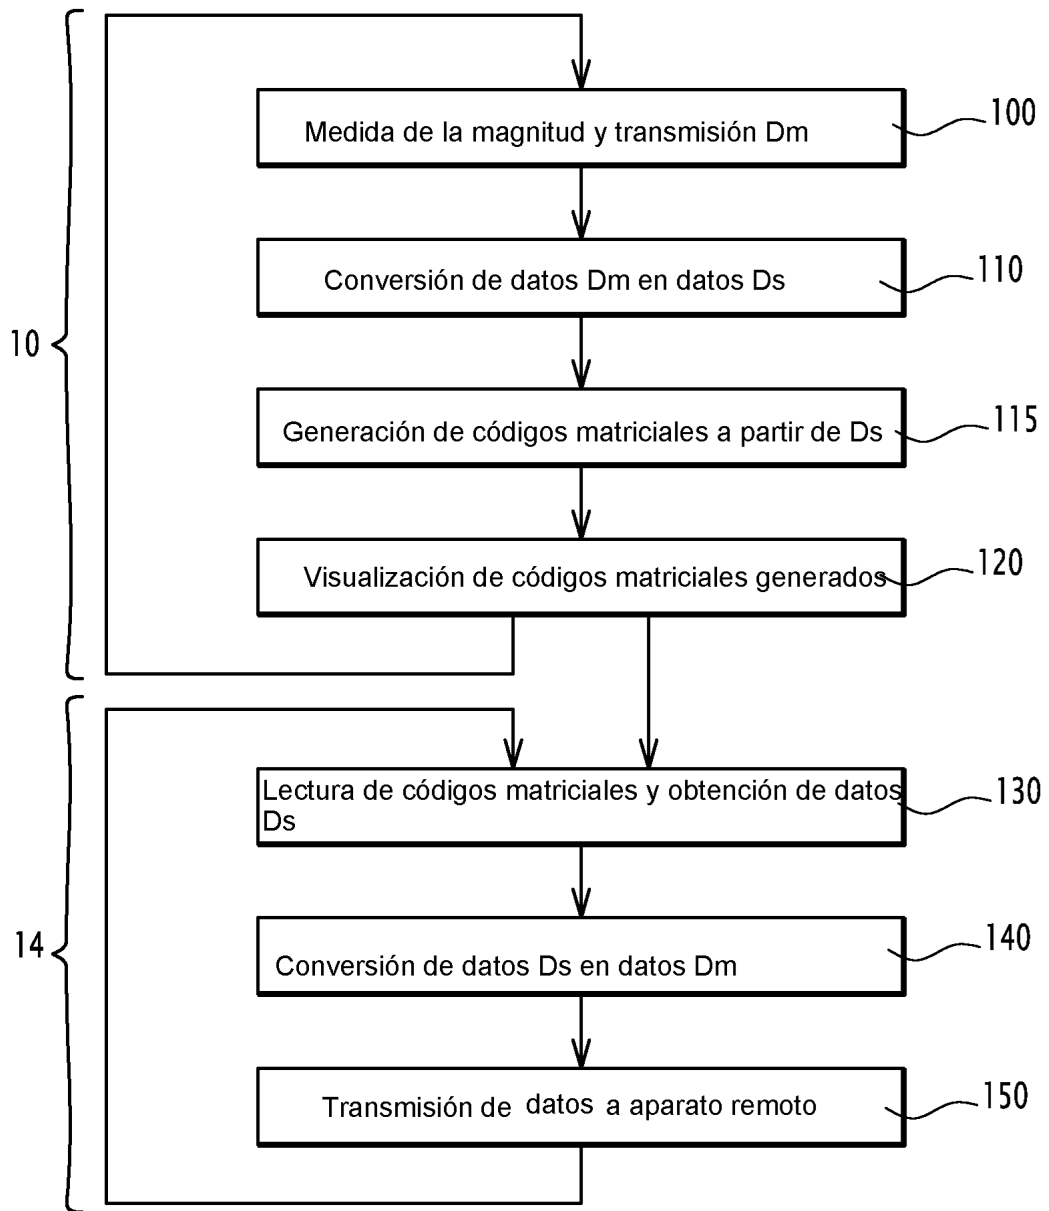 Medida de la magnitud y transmisión Dm
100
Conversión de datos Dm en datos Ds
110
10
Generación de códigos matriciales a partir de Ds
115
Visualización de códigos matriciales generados
120
Lectura de códigos matriciales y obtención de datos
Ds
130
14
Conversión de datos Ds en datos Dm
140
Transmisión de datos a aparato remoto
150